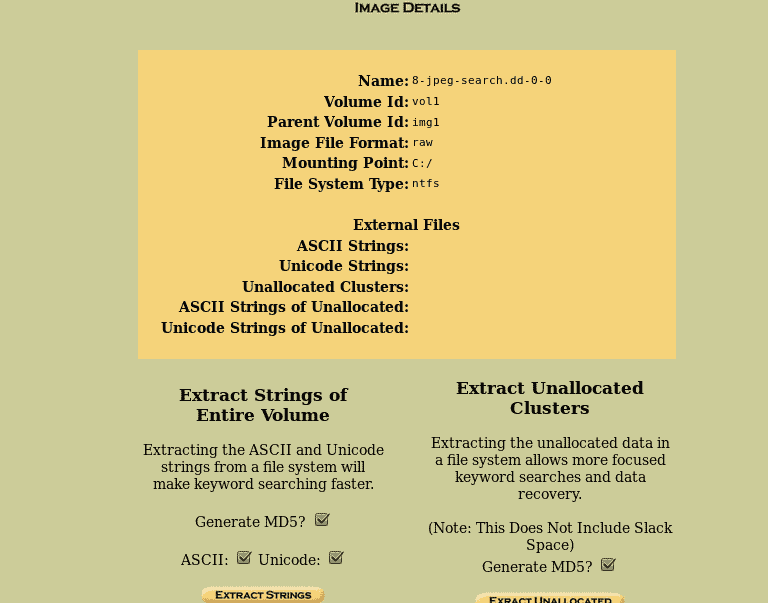 Image Details
Name: 8-jpeg-search.dd-0-0
Volume Id: vol1
Parent Volume Id: img1
Image File Format: raw
Mounting Point: C:/
File System Type: ntfs
External Files
ASCII Strings:
Unicode Strings:
Unallocated Clusters:
ASCII Strings of Unallocated:
Unicode Strings of Unallocated:
Extract Strings of
Entire Volume
Extracting the ASCII and Unicode
strings from a file system will
make keyword searching faster.
Generate MD5?
ASCII: Unicode:
Extract Strings
Extract Unallocated
Clusters
Extracting the unallocated data in
a file system allows more focused
keyword searches and data
recovery.
(Note: This Does Not Include Slack
Space)
Generate MD5?
Exract Unallocated